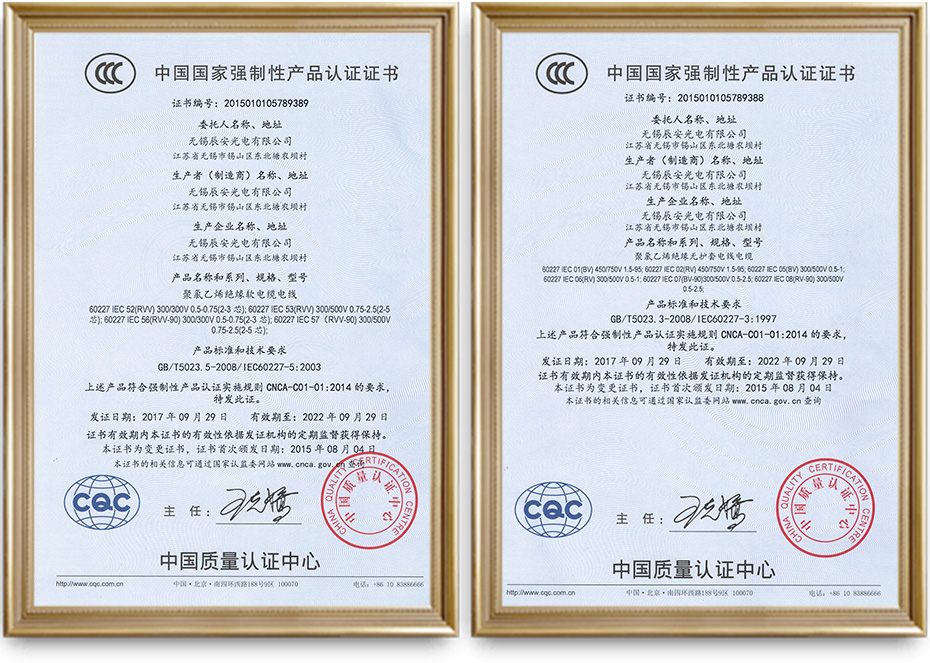 中国国家强制性产品认证证书
证书编号：2015010105789389
委托人名称、地址
无锡辰安光电有限公司
江苏省无锡市锡山区东北塘农坝村
生产者（制造商）名称、地址
无锡辰安光电有限公司
江苏省无锡市锡山区东北塘农坝村
生产企业名称、地址
无锡辰安光电有限公司
江苏省无锡市锡山区东北塘农坝村
产品名称和系列、规格、型号
聚氯乙烯绝缘软电缆电线
60227 IEC 52(RVV) 300/300V 0.5-0.75(2-3 芯); 60227 IEC 53(RVV) 300/500V 0.75-2.5(2-5
芯); 60227 IEC 56(RVV-90) 300/300V 0.5-0.75(2-3 芯); 60227 IEC 57（RVV-90) 300/500V
0.75-2.5(2-5 芯);
产品标准和技术要求
GB/T5023.5-2008/IEC60227-5:2003
上述产品符合强制性产品认证实施规则 CNCA-C01-01:2014 的要求，
特发此证。
发证日期：2017 年 09 月 29 日 有效期至：2022 年 09 月 29 日
证书有效期内本证书的有效性依据发证机构的定期监督获得保持。
本证书为变更证书，证书首次颁发日期：2015 年 08 月 04 日
本证书的相关信息可通过国家认监委网站 www.cnca.gov.cn 查询
CQC
主 任：
CHINA QUALITY CERTIFICATION CENTRE
中国质量认证中心
中国质量认证中心
http://www.cqc.com.cn 中国·北京·南四环西路188号9区 100070 电话：+86 10 83886666
中国国家强制性产品认证证书
证书编号：2015010105789388
委托人名称、地址
无锡辰安光电有限公司
江苏省无锡市锡山区东北塘农坝村
生产者（制造商）名称、地址
无锡辰安光电有限公司
江苏省无锡市锡山区东北塘农坝村
生产企业名称、地址
无锡辰安光电有限公司
江苏省无锡市锡山区东北塘农坝村
产品名称和系列、规格、型号
聚氯乙烯绝缘无护套电线电缆
60227 IEC 01(BV) 450/750V 1.5-95; 60227 IEC 02(RV) 450/750V 1.5-95; 60227 IEC 05(BV) 300/500V 0.5-1;
60227 IEC 06(RV) 300/500V 0.5-1; 60227 IEC 07(BV-90)300/500V 0.5-2.5; 60227 IEC 08(RV-90) 300/500V
0.5-2.5;
产品标准和技术要求
GB/T5023.3-2008/IEC60227-3:1997
上述产品符合强制性产品认证实施规则 CNCA-C01-01:2014 的要求，
特发此证。
发证日期：2017 年 09 月 29 日 有效期至：2022 年 09 月 29 日
证书有效期内本证书的有效性依据发证机构的定期监督获得保持。
本证书为变更证书，证书首次颁发日期：2015 年 08 月 04 日
本证书的相关信息可通过国家认监委网站 www.cnca.gov.cn 查询
CQC
主 任：
CHINA QUALITY CERTIFICATION CENTRE
中国质量认证中心
中国质量认证中心
http://www.cqc.com.cn 中国·北京·南四环西路188号9区 100070 电话：+86 10 83886666